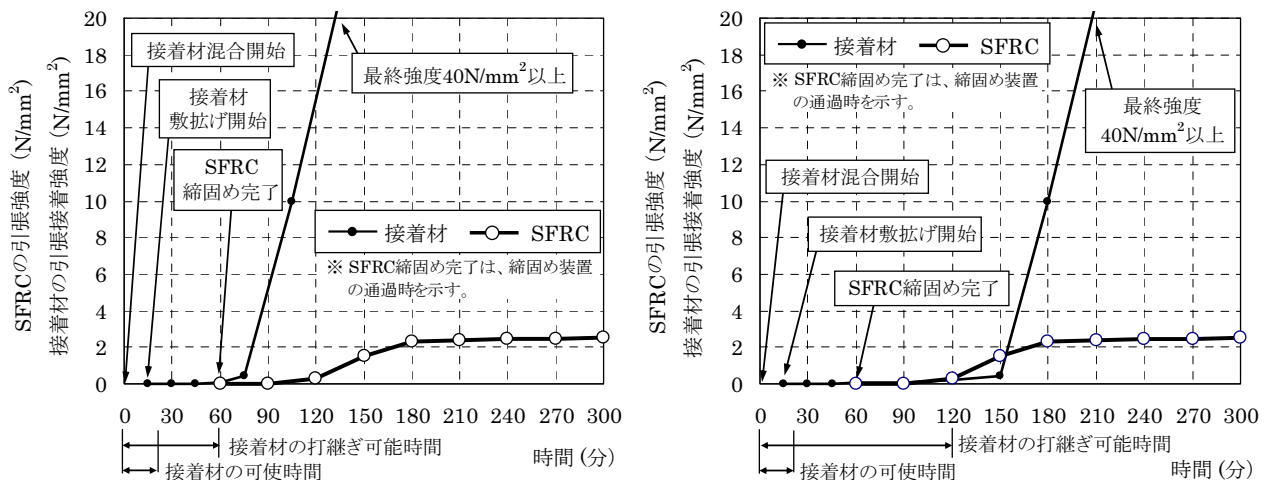 SFRCの引張強度 (N/mm²)
接着材の引張接着強度 (N/mm²)
20
18
16
14
12
10
8
6
4
2
0
接着材混合開始
接着材
敷拡げ開始
SFRC
締固め完了
最終強度40N/mm²以上
接着材 SFRC
※ SFRC締固め完了は、締固め装置
の通過時を示す。
0 30 60 90 120 150 180 210 240 270 300
接着材の打継ぎ可能時間
時間 (分)
接着材の可使時間
SFRCの引張強度 (N/mm²)
接着材の引張接着強度 (N/mm²)
20
18
16
14
12
10
8
6
4
2
0
接着材 SFRC
※ SFRC締固め完了は、締固め装置
の通過時を示す。
最終強度
40N/mm²以上
接着材混合開始
接着材敷拡げ開始
SFRC締固め完了
0 30 60 90 120 150 180 210 240 270 300
接着材の打継ぎ可能時間
接着材の可使時間
時間 (分)